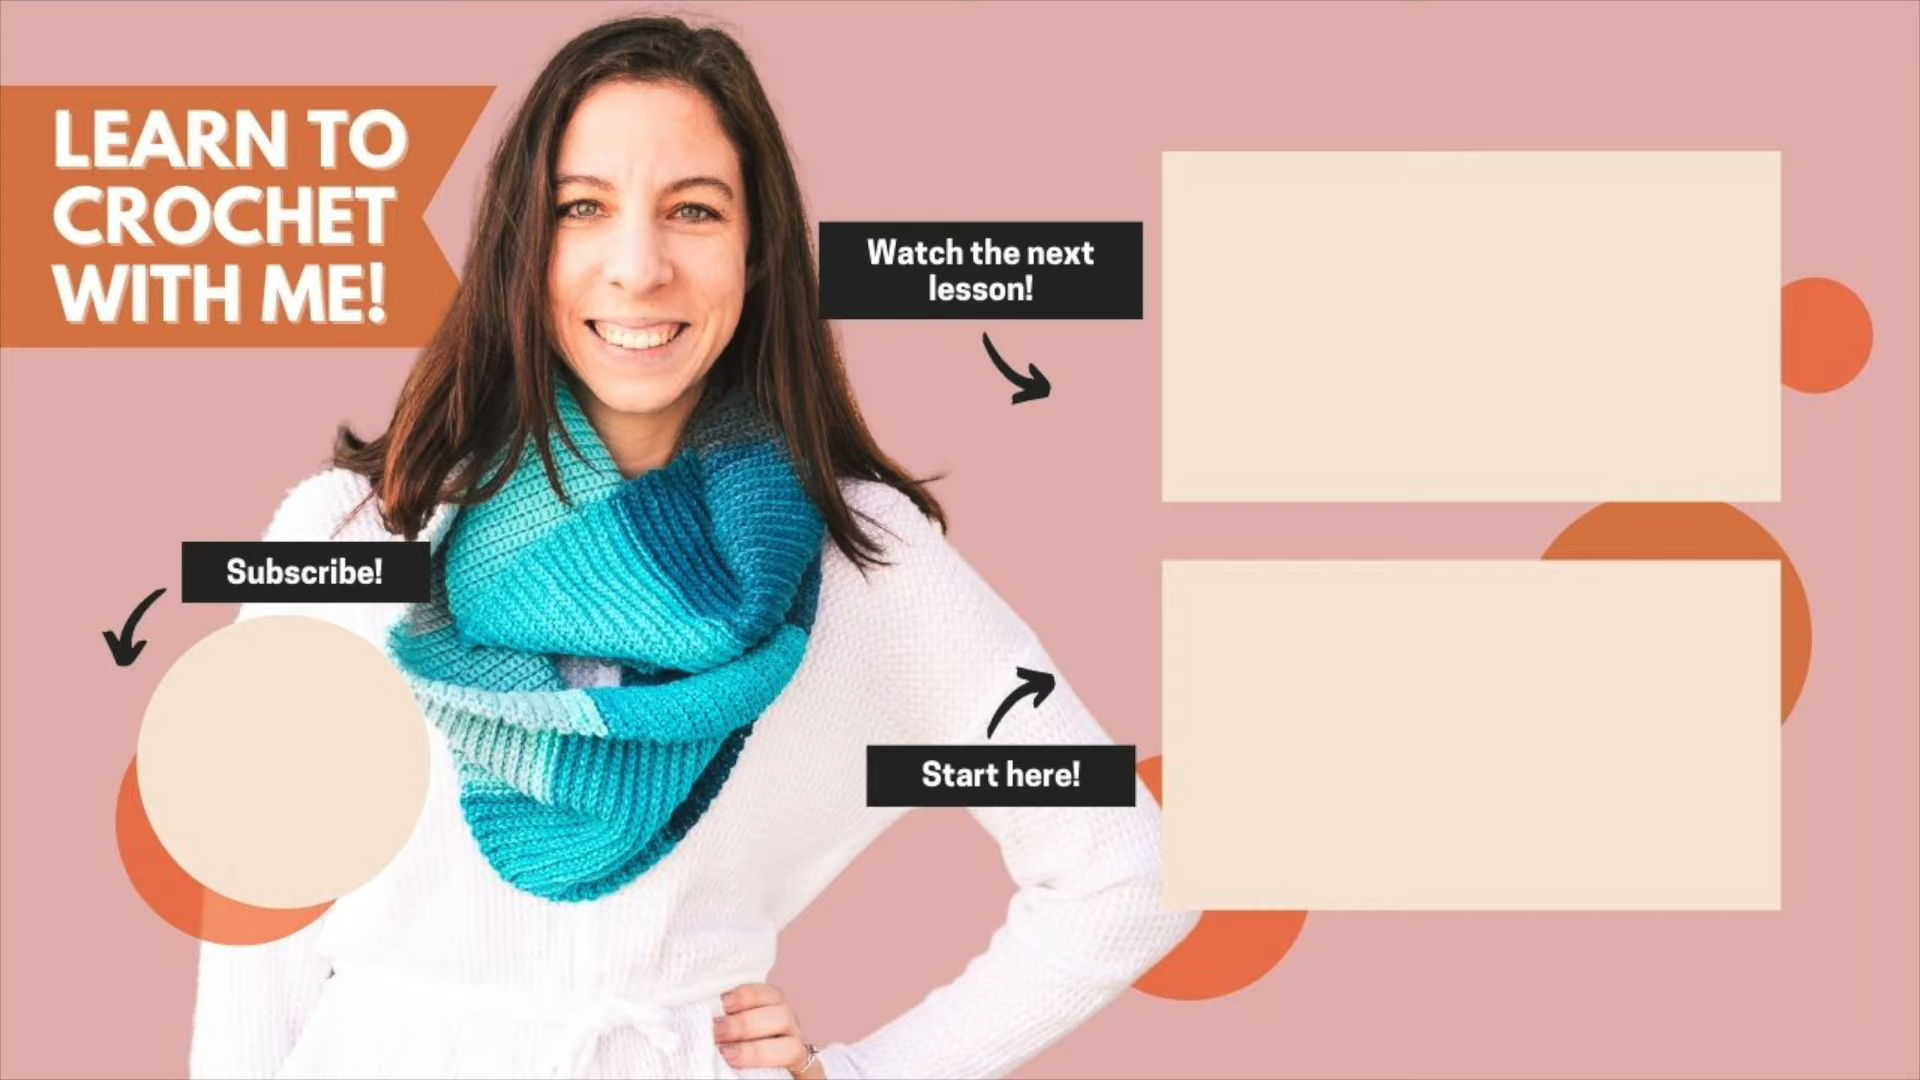 LEARN TO
CROCHET
WITH ME!
Watch the next
lesson!
Subscribe!
Start here!